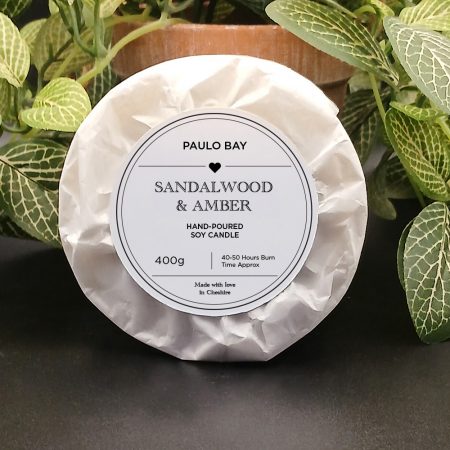 PAULO BAY
SANDALWOOD
& AMBER
HAND-POURED
SOY CANDLE
400g
40-50 Hours Burn
Time Approx
Made with love
in Cheshire